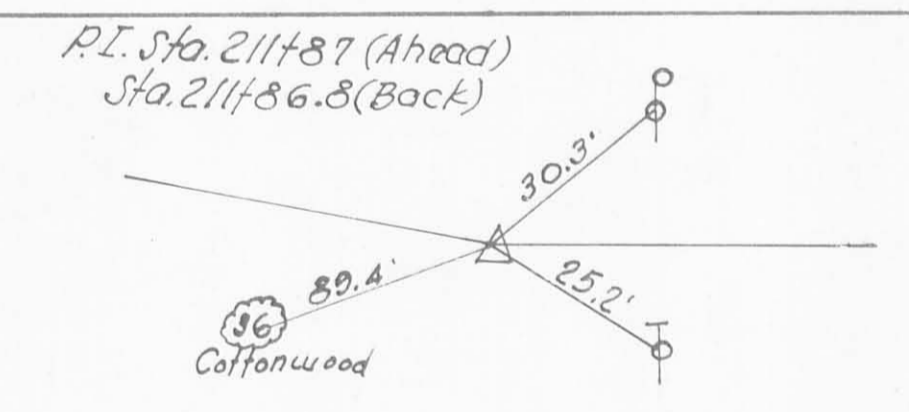 P.I. Sta. 211+87 (Ahead)
Sta. 211+86.8 (Back)
30.3'
89.4'
25.2'
36
Cottonwood